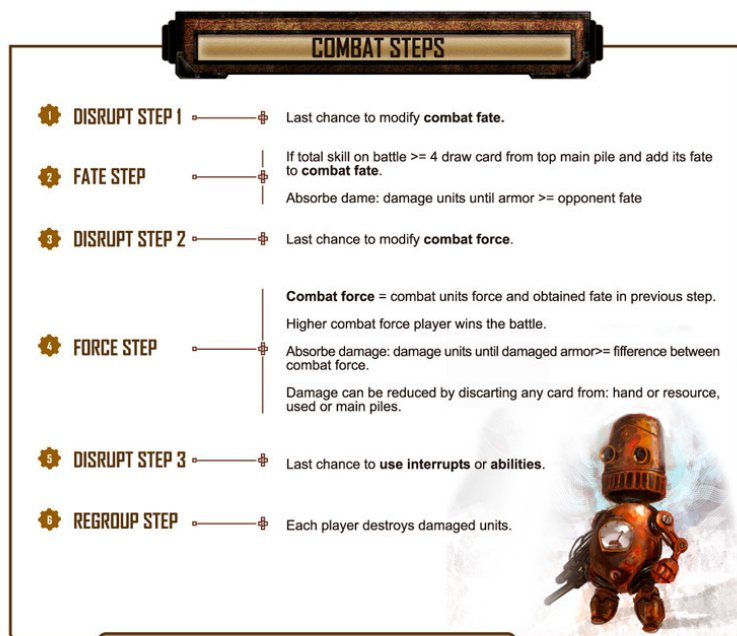 COMBAT STEPS
1 DISRUPT STEP 1
Last chance to modify combat fate.
2 FATE STEP
If total skill on battle >= 4 draw card from top main pile and add its fate
to combat fate.
Absorbe dame: damage units until armor >= opponent fate
3 DISRUPT STEP 2
Last chance to modify combat force.
4 FORCE STEP
Combat force = combat units force and obtained fate in previous step.
Higher combat force player wins the battle.
Absorbe damage: damage units until damaged armor>= fifference between
combat force.
Damage can be reduced by discarting any card from: hand or resource,
used or main piles.
5 DISRUPT STEP 3
Last chance to use interrupts or abilities.
6 REGROUP STEP
Each player destroys damaged units.